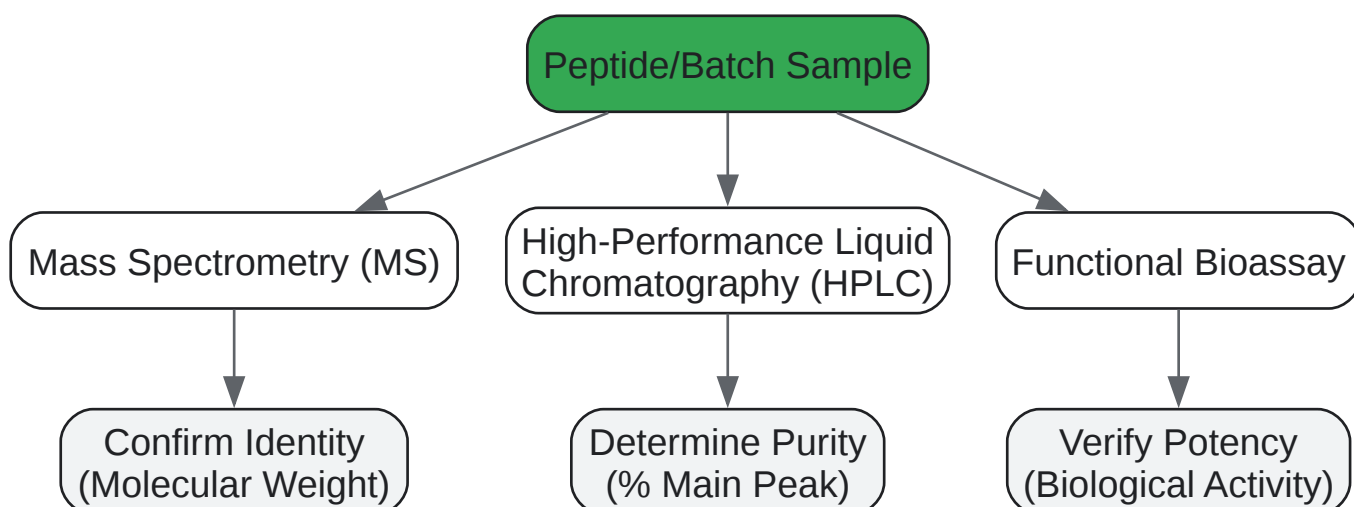 Peptide/Batch Sample
Mass Spectrometry (MS)
High-Performance Liquid
Chromatography (HPLC)
Functional Bioassay
Confirm Identity
(Molecular Weight)
Determine Purity
(% Main Peak)
Verify Potency
(Biological Activity)